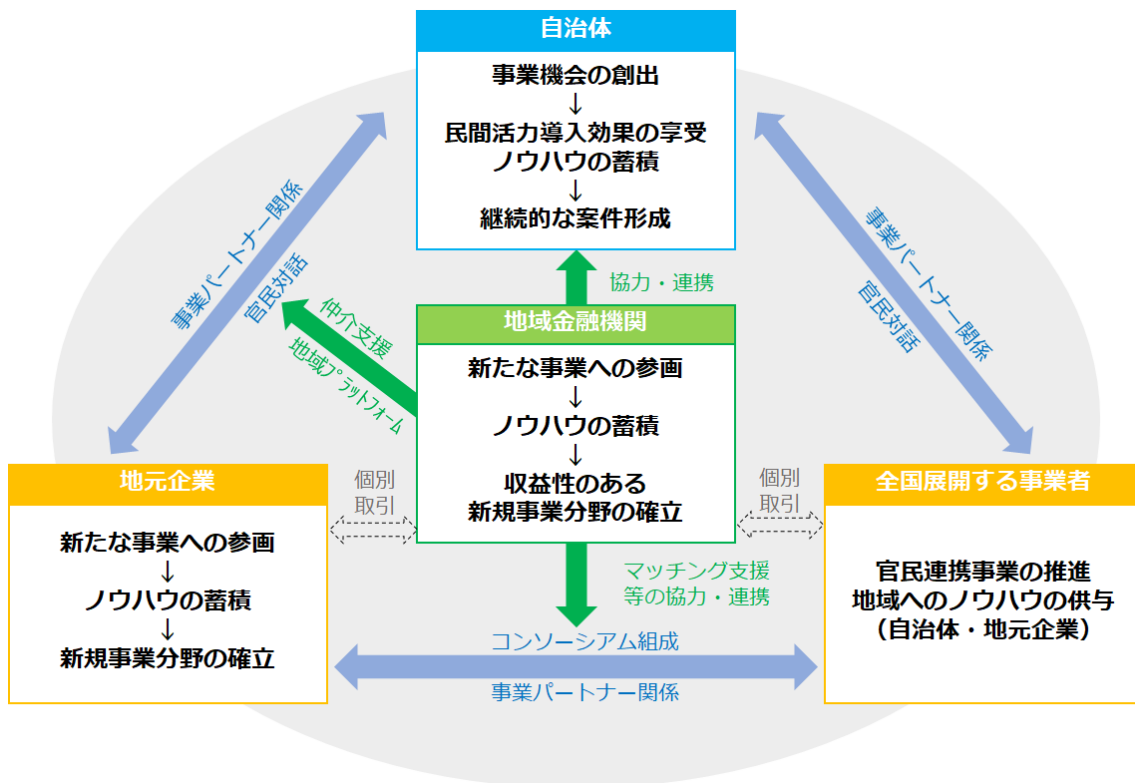 自治体
事業機会の創出
↓
民間活力導入効果の享受
ノウハウの蓄積
↓
継続的な案件形成
事業パートナー関係
官民対話
事業パートナー関係
官民対話
協力・連携
仲介支援
地域プラットフォーム
地域金融機関
新たな事業への参画
↓
ノウハウの蓄積
↓
収益性のある
新規事業分野の確立
地元企業
新たな事業への参画
↓
ノウハウの蓄積
↓
新規事業分野の確立
個別
取引
個別
取引
全国展開する事業者
官民連携事業の推進
地域へのノウハウの供与
（自治体・地元企業）
マッチング支援
等の協力・連携
コンソーシアム組成
事業パートナー関係